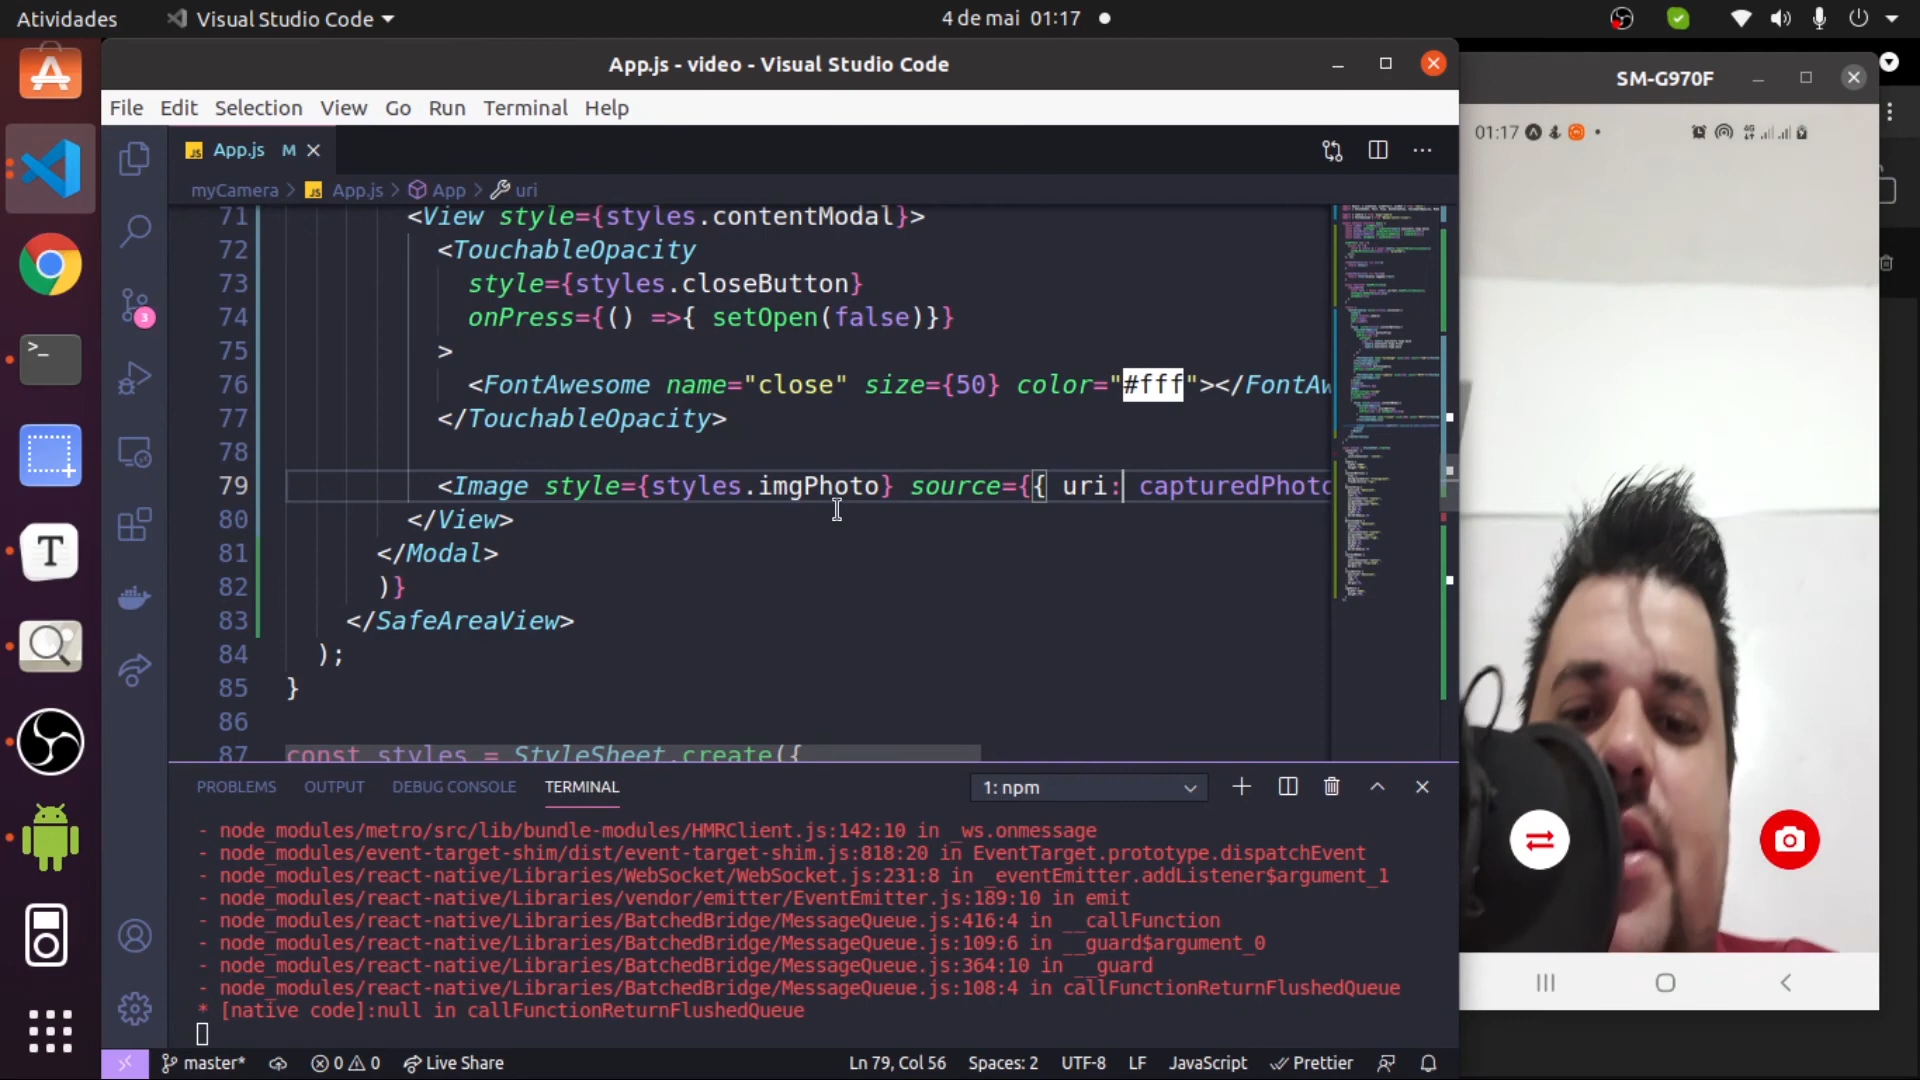 Atividades
Visual Studio Code
4 de mai 01:17
App.js - video - Visual Studio Code
File Edit Selection View Go Run Terminal Help
App.js M
myCamera > App.js > App > uri
71 <View style={styles.contentModal}>
72 <TouchableOpacity
73 style={styles.closeButton}
74 onPress={() =>{ setOpen(false)}}
75 >
76 <FontAwesome name="close" size={50} color="#fff"></FontAw
77 </TouchableOpacity>
78
79 <Image style={styles.imgPhoto} source={{ uri: capturedPhoto
80 </View>
81 </Modal>
82 )}
83 </SafeAreaView>
84 );
85 }
86
87 const styles = StyleSheet.create({
PROBLEMS OUTPUT DEBUG CONSOLE TERMINAL 1: npm
- node_modules/metro/src/lib/bundle-modules/HMRClient.js:142:10 in _ws.onmessage
- node_modules/event-target-shim/dist/event-target-shim.js:818:20 in EventTarget.prototype.dispatchEvent
- node_modules/react-native/Libraries/WebSocket/WebSocket.js:231:8 in _eventEmitter.addListener$argument_1
- node_modules/react-native/Libraries/vendor/emitter/EventEmitter.js:189:10 in emit
- node_modules/react-native/Libraries/BatchedBridge/MessageQueue.js:416:4 in __callFunction
- node_modules/react-native/Libraries/BatchedBridge/MessageQueue.js:109:6 in __guard$argument_0
- node_modules/react-native/Libraries/BatchedBridge/MessageQueue.js:364:10 in __guard
- node_modules/react-native/Libraries/BatchedBridge/MessageQueue.js:108:4 in callFunctionReturnFlushedQueue
* [native code]:null in callFunctionReturnFlushedQueue
master* 0 0 Live Share Ln 79, Col 56 Spaces: 2 UTF-8 LF JavaScript Prettier
3
T
SM-G970F
01:17
4G